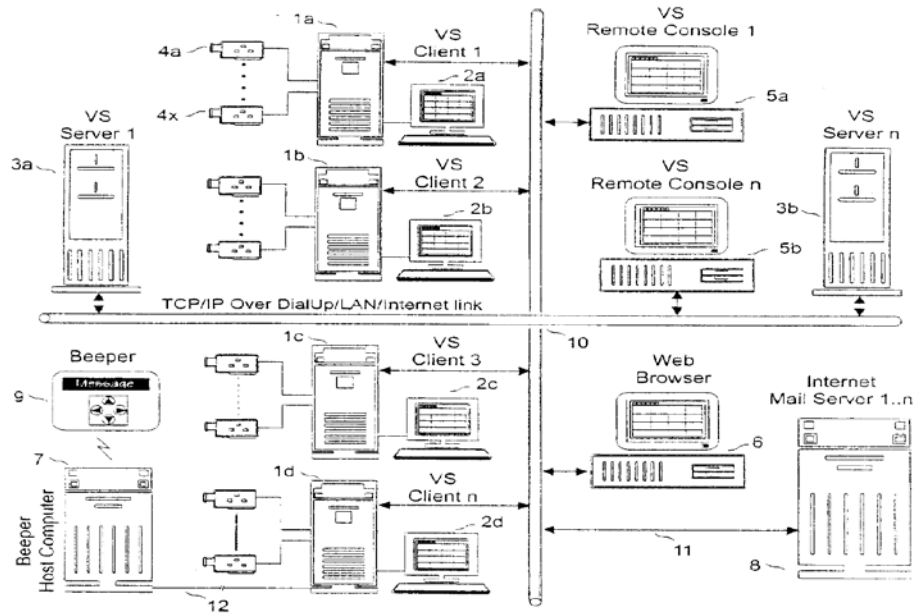 1a
VS
Client 1
4a
4x
2a
VS
Remote Console 1
5a
VS
Server 1
3a
1b
VS
Client 2
2b
VS
Remote Console n
5b
VS
Server n
3b
TCP/IP Over DialUp/LAN/Internet link
10
Beeper
Message
9
1c
VS
Client 3
2c
Web
Browser
6
Internet
Mail Server 1..n
7
Beeper
Host Computer
1d
VS
Client n
2d
11
8
12